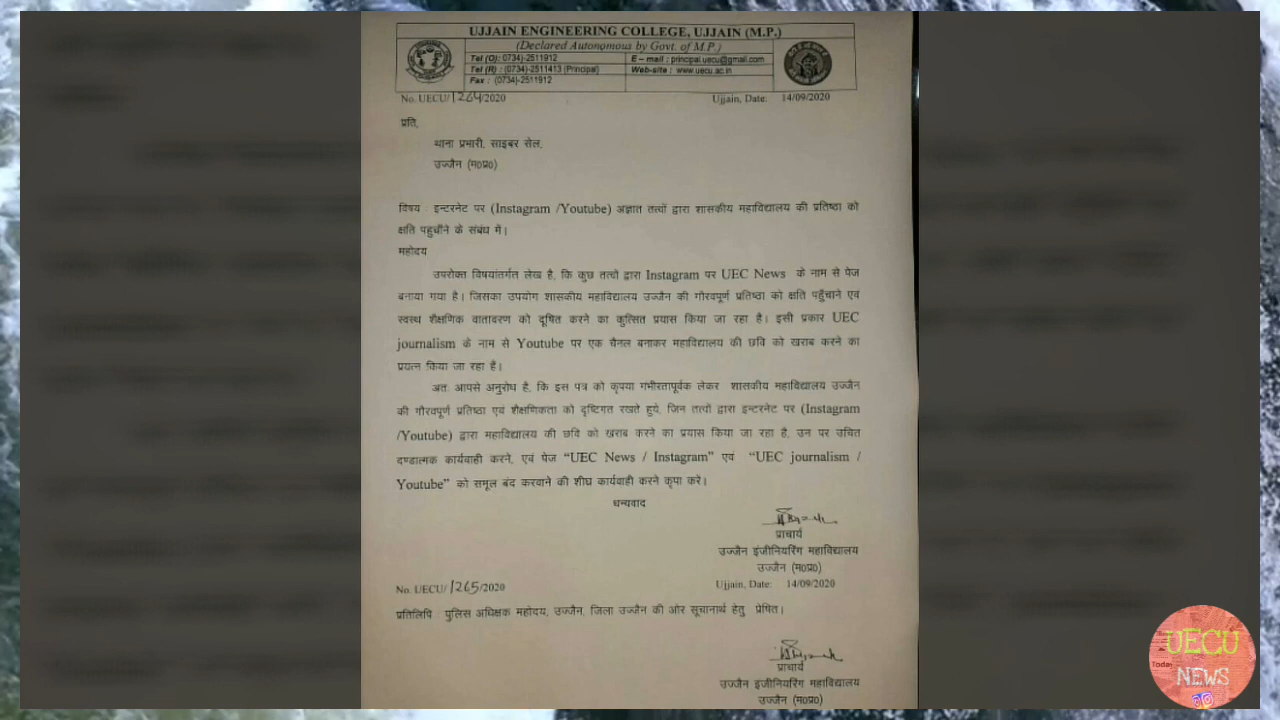 UJJAIN ENGINEERING COLLEGE, UJJAIN (M.P.)
(Declared Autonomous by Govt. of M.P.)
Tel (O): 0734)-2511912 E – mail : principal.uecu@gmail.com
Tel (R) : (0734)-2511413 (Principal) Web-site : www.uecu.ac.in
Fax : (0734)-2511912
No. UECU/1264/2020 Ujjain, Date: 14/09/2020
प्रति,
थाना प्रभारी, साइबर सेल,
उज्जैन (म0प्र0)
विषय : इन्टरनेट पर (Instagram /Youtube) अज्ञात तत्वों द्वारा शासकीय महाविद्यालय की प्रतिष्ठा को
क्षति पहुचाॅने के संबंध में।
महोदय
उपरोक्त विषयांतर्गत लेख है, कि कुछ तत्वो द्वारा Instagram पर UEC News के नाम से पेज
बनाया गया है। जिसका उपयोग शासकीय महाविद्यालय उज्जैन की गौरवपूर्ण प्रतिष्ठा को क्षति पहुँचाने एवं
स्वस्थ शैक्षणिक वातावरण को दूषित करने का कुत्सित प्रयास किया जा रहा है। इसी प्रकार UEC
journalism के नाम से Youtube पर एक चैनल बनाकर महाविद्यालय की छवि को खराब करने का
प्रयत्न किया जा रहा हैं।
अतः आपसे अनुरोध है, कि इस पत्र को कृपया गंभीरतापूर्वक लेकर शासकीय महाविद्यालय उज्जैन
की गौरवपूर्ण प्रतिष्ठा एवं शैक्षणिकता को दृष्टिगत रखते हुये, जिन तत्वों द्वारा इन्टरनेट पर (Instagram
/Youtube) द्वारा महाविद्यालय की छवि को खराब करने का प्रयास किया जा रहा है, उन पर उचित
दण्डात्मक कार्यवाही करने, एवं पेज “UEC News / Instagram” एवं “UEC journalism /
Youtube” को समूल बंद करवाने की शीघ्र कार्यवाही करने कृपा करें।
धन्यवाद
प्राचार्य
उज्जैन इंजीनियरिंग महाविद्यालय
उज्जैन (म0प्र0)
No. UECU/1265/2020 Ujjain, Date: 14/09/2020
प्रतिलिपि : पुलिस अधिक्षक महोदय, उज्जैन, जिला उज्जैन की ओर सूचानार्थ हेतु प्रेषित।
प्राचार्य
उज्जैन इंजीनियरिंग महाविद्यालय
उज्जैन (म0प्र0)
UECU
Today
NEWS